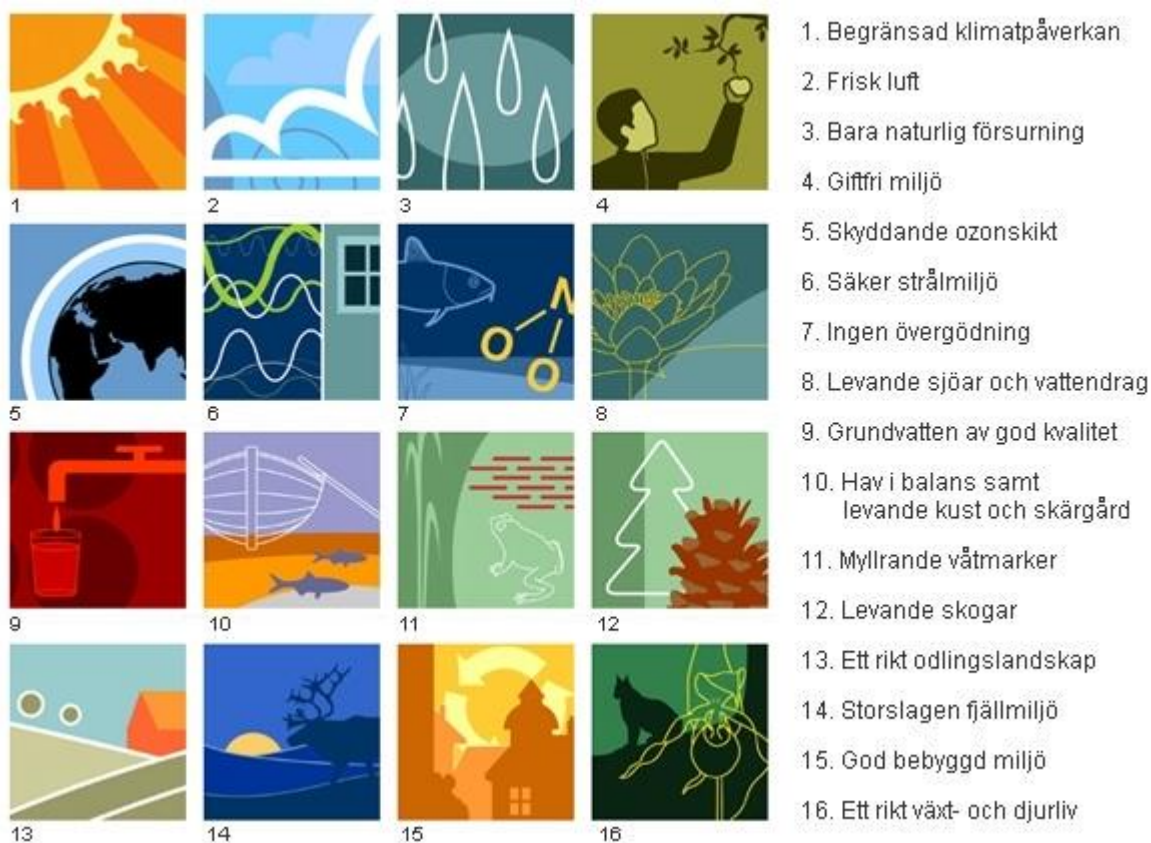 1 2 3 4
5 6 7 8
N
O O
9 10 11 12
13 14 15 16
1. Begränsad klimatpåverkan
2. Frisk luft
3. Bara naturlig försurning
4. Giftfri miljö
5. Skyddande ozonskikt
6. Säker strålmiljö
7. Ingen övergödning
8. Levande sjöar och vattendrag
9. Grundvatten av god kvalitet
10. Hav i balans samt
levande kust och skärgård
11. Myllrande våtmarker
12. Levande skogar
13. Ett rikt odlingslandskap
14. Storslagen fjällmiljö
15. God bebyggd miljö
16. Ett rikt växt- och djurliv